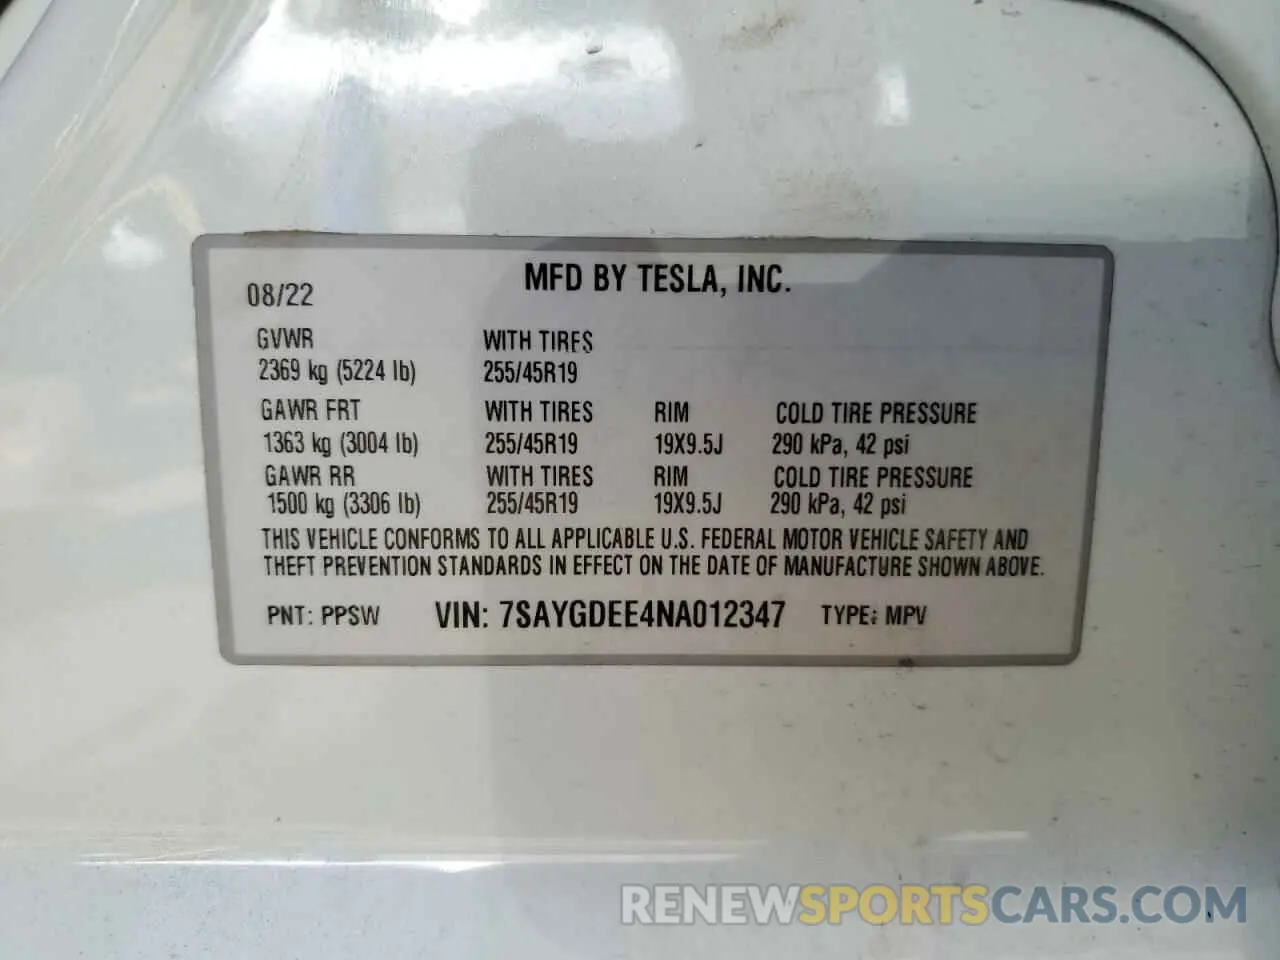 MFD BY TESLA, INC.
08/22
GVWR WITH TIRES
2369 kg (5224 lb) 255/45R19
GAWR FRT WITH TIRES RIM COLD TIRE PRESSURE
1363 kg (3004 lb) 255/45R19 19X9.5J 290 kPa, 42 psi
GAWR RR WITH TIRES RIM COLD TIRE PRESSURE
1500 kg (3306 lb) 255/45R19 19X9.5J 290 kPa, 42 psi
THIS VEHICLE CONFORMS TO ALL APPLICABLE U.S. FEDERAL MOTOR VEHICLE SAFETY AND
THEFT PREVENTION STANDARDS IN EFFECT ON THE DATE OF MANUFACTURE SHOWN ABOVE.
PNT: PPSW VIN: 7SAYGDEE4NA012347 TYPE: MPV
RENEWSPORTSCARS.COM